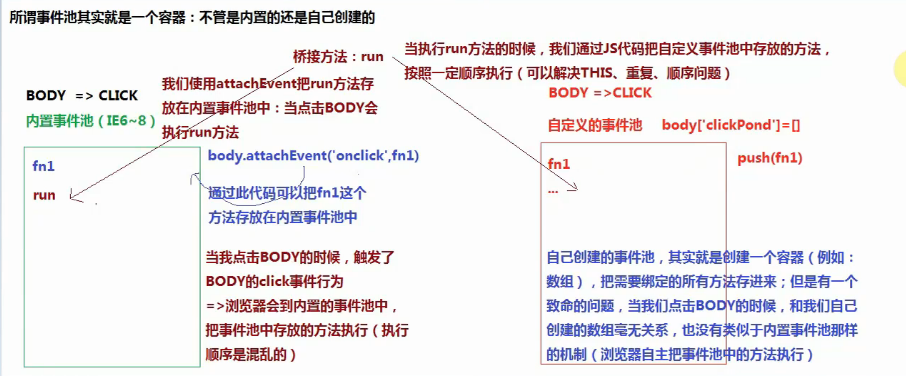 所谓事件池其实就是一个容器：不管是内置的还是自己创建的
桥接方法：run
当执行run方法的时候，我们通过JS代码把自定义事件池中存放的方法，
按照一定顺序执行（可以解决THIS、重复、顺序问题）
我们使用attachEvent把run方法存
放在内置事件池中：当点击BODY会
执行run方法
BODY => CLICK
内置事件池（IE6~8）
fn1
run
body.attachEvent('onclick',fn1)
通过此代码可以把fn1这个
方法存放在内置事件池中
当我点击BODY的时候，触发了
BODY的click事件行为
=>浏览器会到内置的事件池中，
把事件池中存放的方法执行（执行
顺序是混乱的）
BODY =>CLICK
自定义的事件池 body['clickPond']=[]
fn1
...
push(fn1)
自己创建的事件池，其实就是创建一个容器（例如：
数组），把需要绑定的所有方法存进来；但是有一个
致命的问题，当我们点击BODY的时候，和我们自己
创建的数组毫无关系，也没有类似于内置事件池那样
的机制（浏览器自主把事件池中的方法执行）